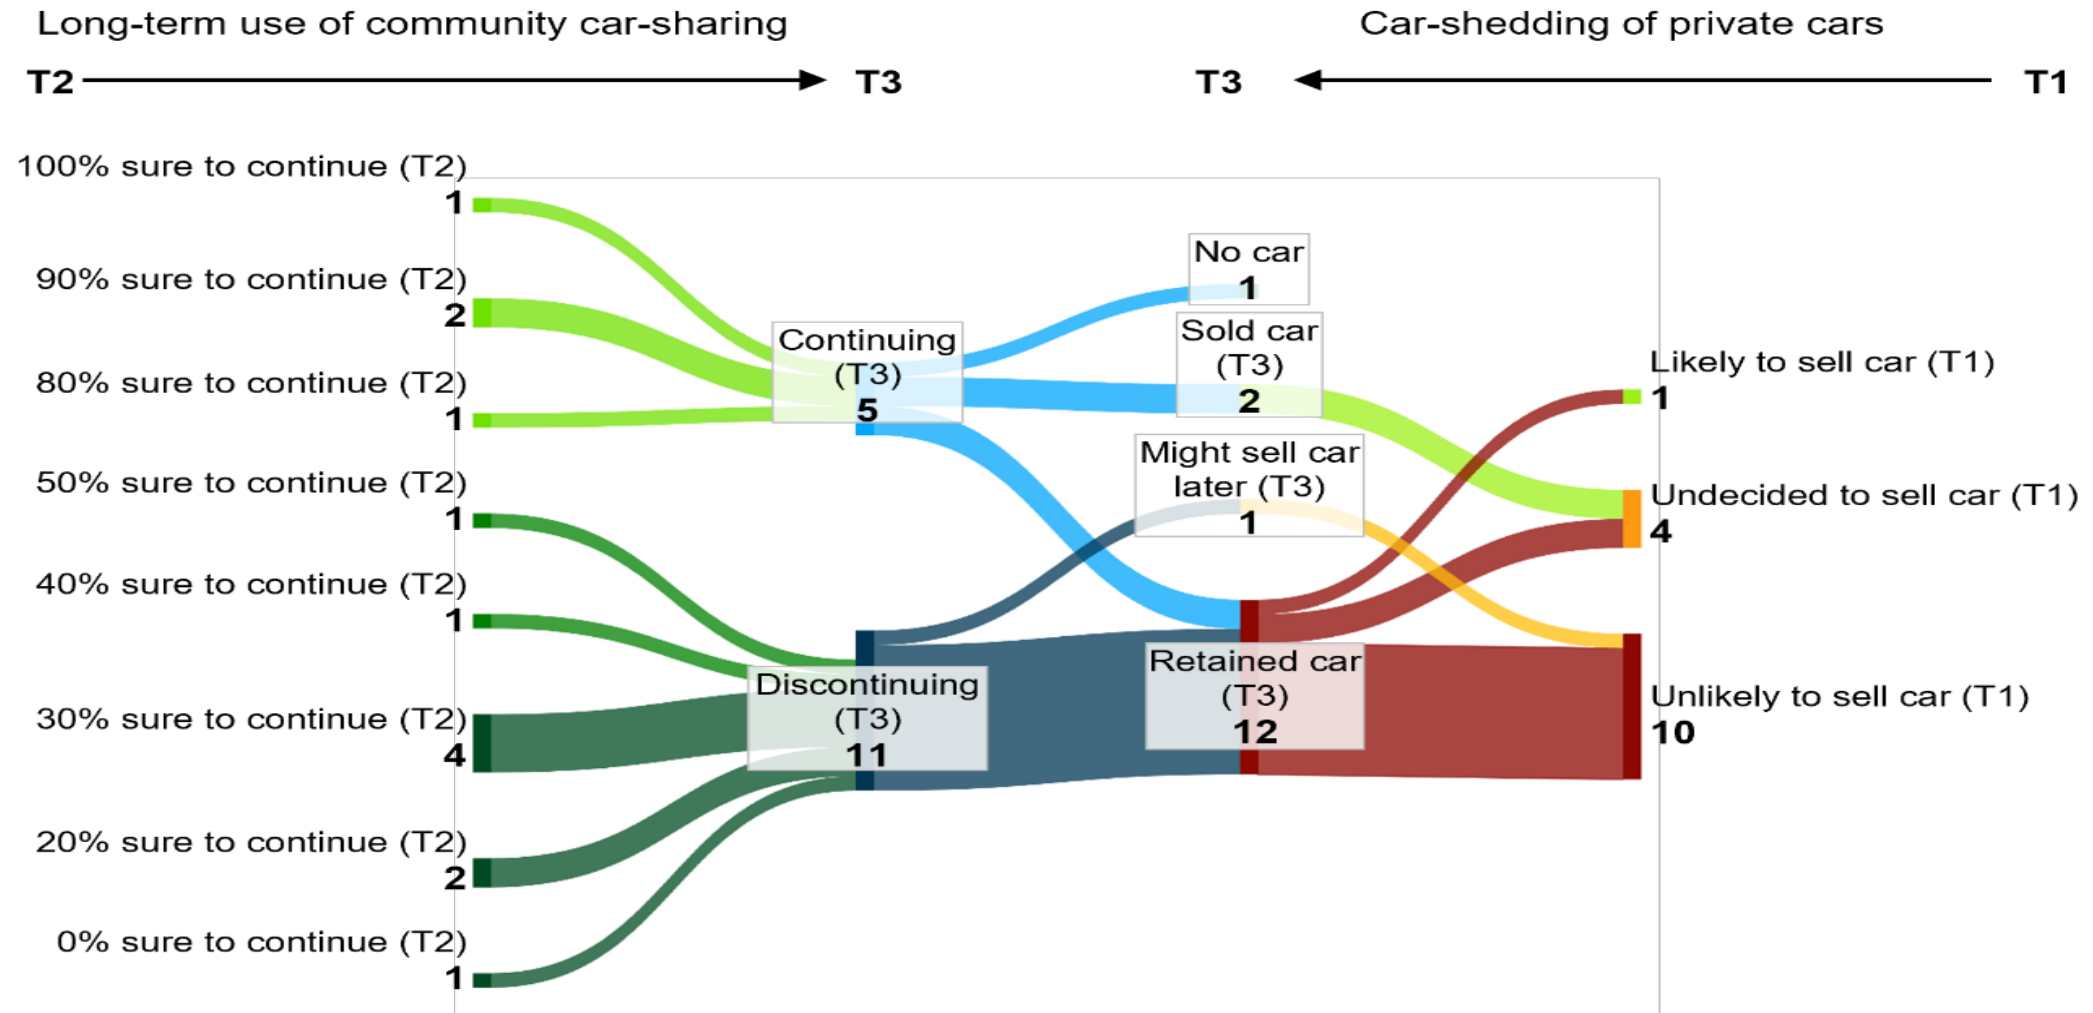 Long-term use of community car-sharing
Car-shedding of private cars
T2
T3
T3
T1
100% sure to continue (T2)
1
90% sure to continue (T2)
2
80% sure to continue (T2)
1
50% sure to continue (T2)
1
40% sure to continue (T2)
1
30% sure to continue (T2)
4
20% sure to continue (T2)
2
0% sure to continue (T2)
1
Continuing
(T3)
5
Discontinuing
(T3)
11
No car
1
Sold car
(T3)
2
Might sell car
later (T3)
1
Retained car
(T3)
12
Likely to sell car (T1)
1
Undecided to sell car (T1)
4
Unlikely to sell car (T1)
10